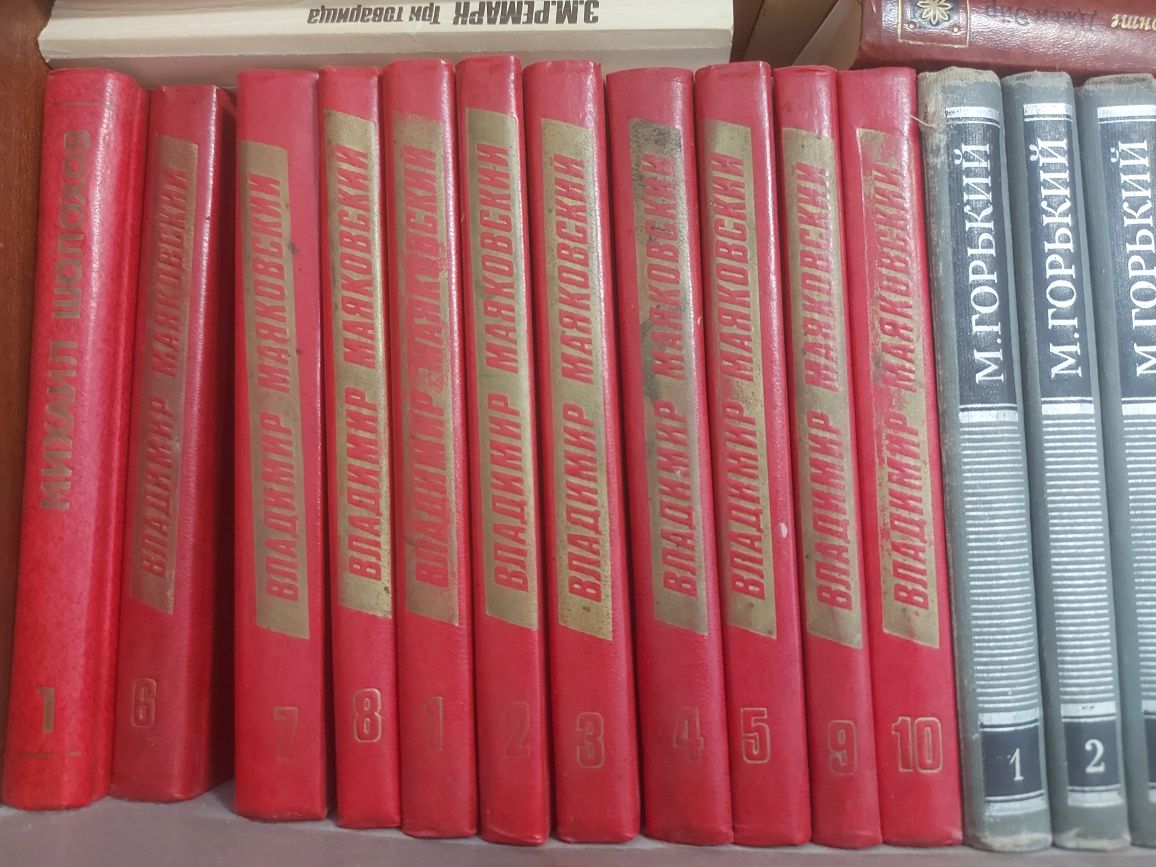 Э.М.РЕМАРК Три товарища
МИХАИЛ ШОЛОХОВ
1
ВЛАДИМИР МАЯКОВСКИЙ
6
ВЛАДИМИР МАЯКОВСКИЙ
7
ВЛАДИМИР МАЯКОВСКИЙ
8
ВЛАДИМИР МАЯКОВСКИЙ
1
ВЛАДИМИР МАЯКОВСКИЙ
2
ВЛАДИМИР МАЯКОВСКИЙ
3
ВЛАДИМИР МАЯКОВСКИЙ
4
ВЛАДИМИР МАЯКОВСКИЙ
5
ВЛАДИМИР МАЯКОВСКИЙ
9
ВЛАДИМИР МАЯКОВСКИЙ
10
М.ГОРЬКИЙ
1
М.ГОРЬКИЙ
2
М.ГОРЬКИЙ